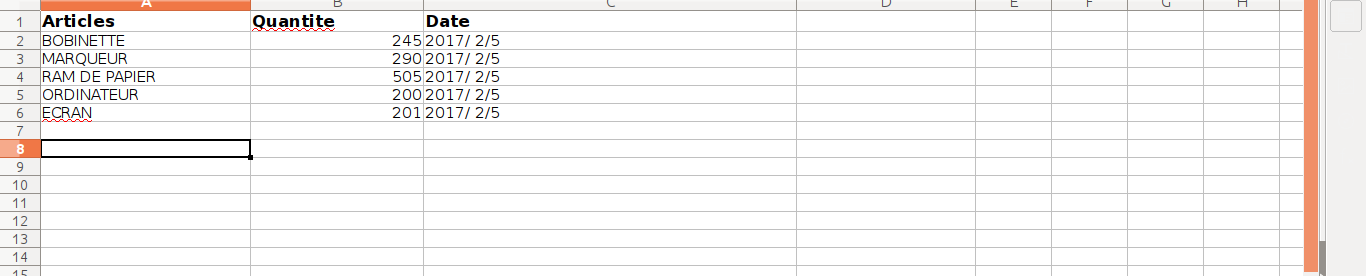 A B C D E F G H
1 Articles Quantite Date
2 BOBINETTE 245 2017/ 2/5
3 MARQUEUR 290 2017/ 2/5
4 RAM DE PAPIER 505 2017/ 2/5
5 ORDINATEUR 200 2017/ 2/5
6 ECRAN 201 2017/ 2/5
7
8
9
10
11
12
13
14
15